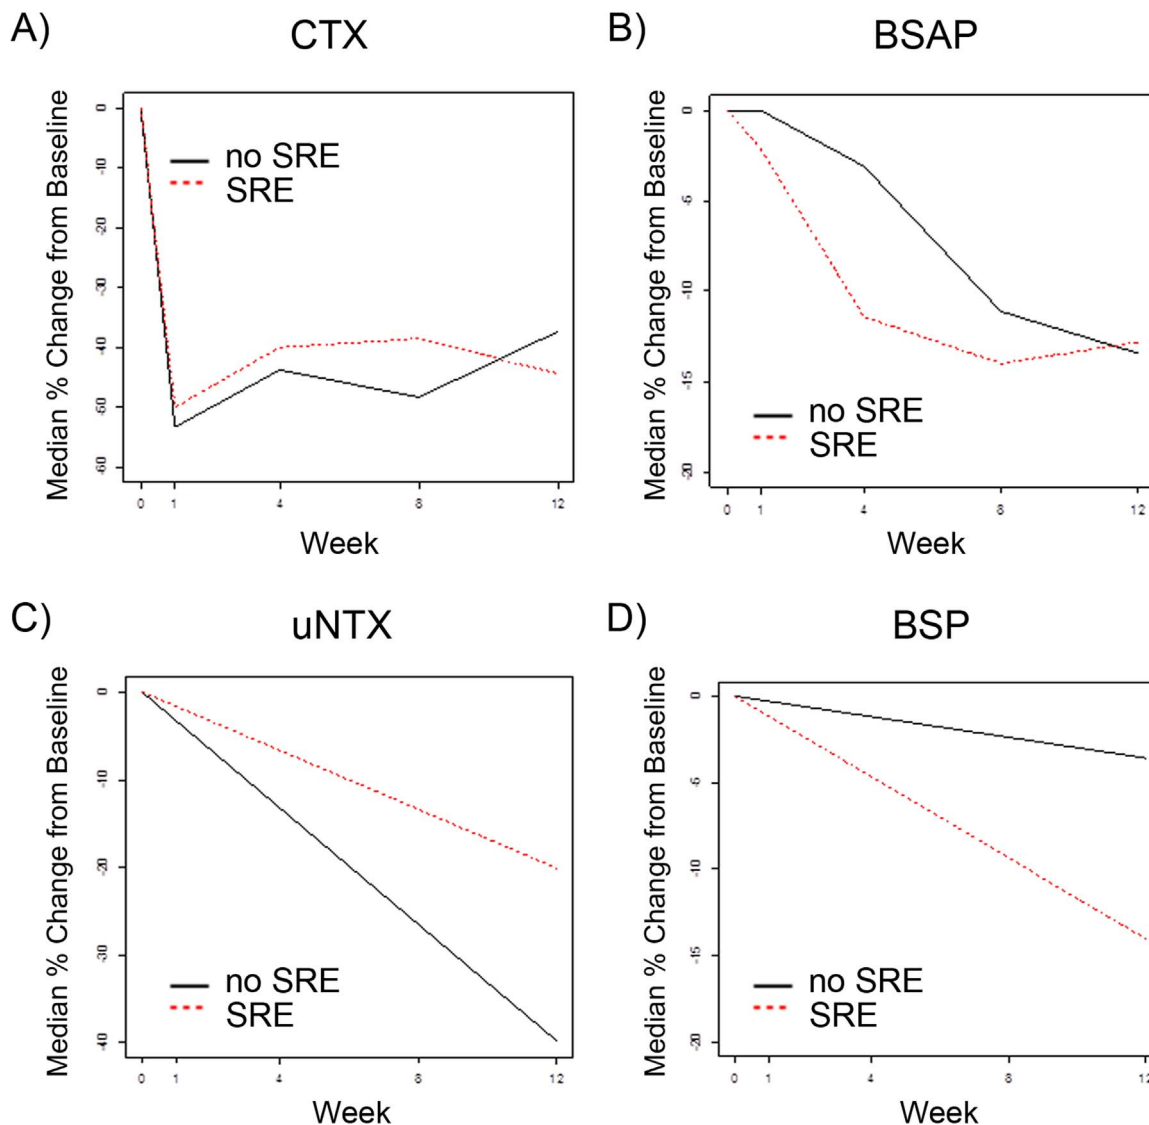 A)
CTX
Median % Change from Baseline
0
-10
-20
-30
-40
-50
-60
no SRE
SRE
0 1 4 8 12
Week
B)
BSAP
Median % Change from Baseline
0
-5
-10
-15
-20
no SRE
SRE
0 1 4 8 12
Week
C)
uNTX
Median % Change from Baseline
0
-10
-20
-30
-40
no SRE
SRE
0 1 4 8 12
Week
D)
BSP
Median % Change from Baseline
0
-5
-10
-15
-20
no SRE
SRE
0 1 4 8 12
Week